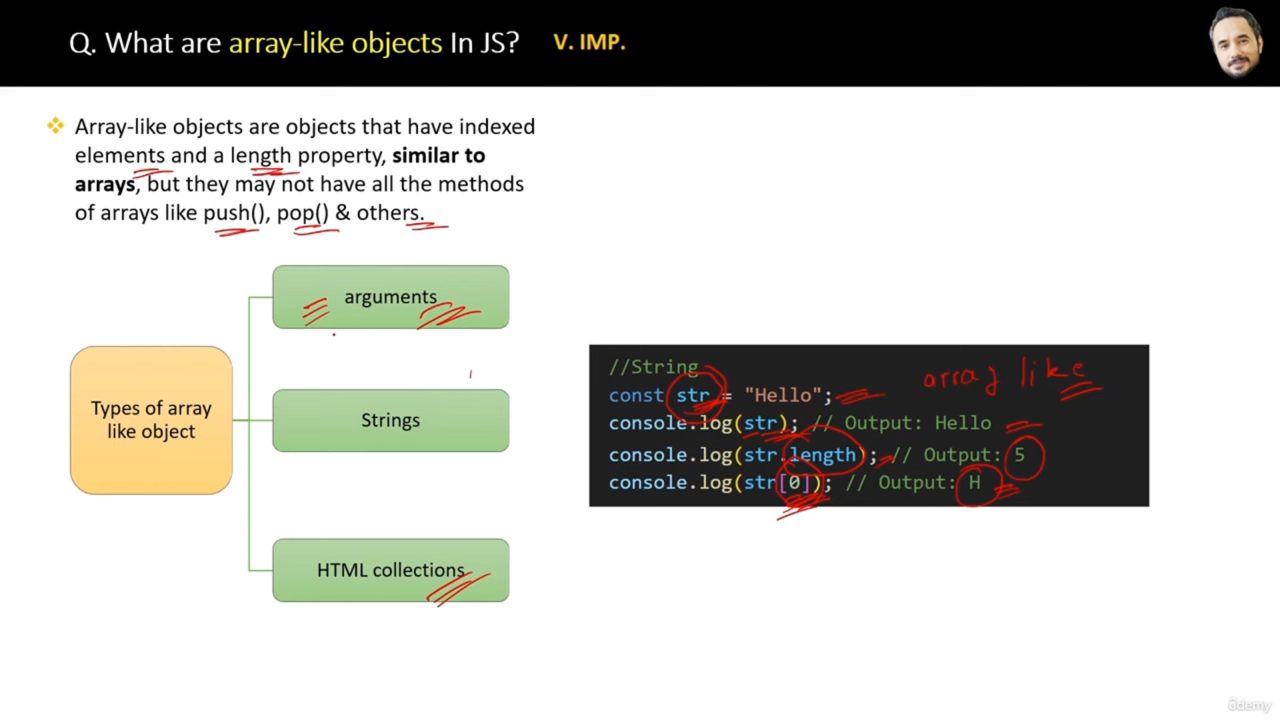 Q. What are array-like objects In JS? V. IMP.
Array-like objects are objects that have indexed
elements and a length property, similar to
arrays, but they may not have all the methods
of arrays like push(), pop() & others.
arguments
Types of array
like object
Strings
HTML collections
//String
array like
const str = "Hello";
console.log(str); // Output: Hello
console.log(str.length); // Output: 5
console.log(str[0]); // Output: H
ûdemy